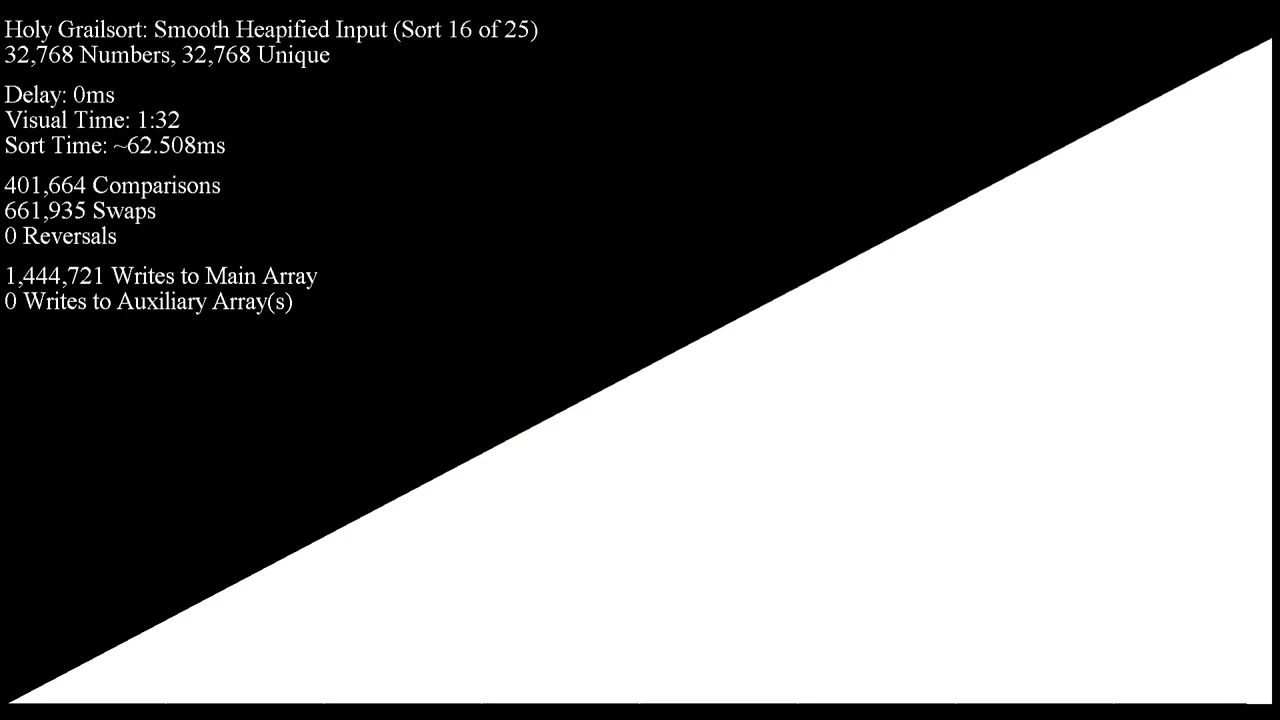 Holy Grailsort: Smooth Heapified Input (Sort 16 of 25)
32,768 Numbers, 32,768 Unique
Delay: 0ms
Visual Time: 1:32
Sort Time: ~62.508ms
401,664 Comparisons
661,935 Swaps
0 Reversals
1,444,721 Writes to Main Array
0 Writes to Auxiliary Array(s)